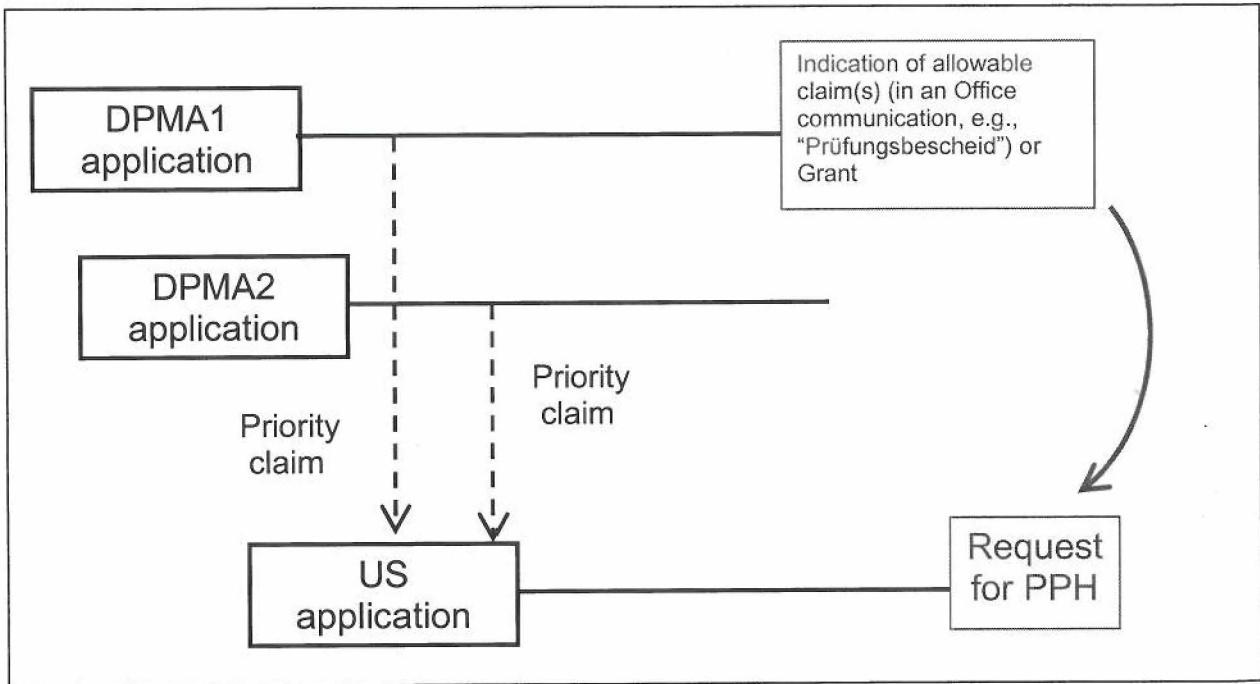 DPMA1
application
Indication of allowable
claim(s) (in an Office
communication, e.g.,
“Prüfungsbescheid”) or
Grant
DPMA2
application
Priority
claim
Priority
claim
US
application
Request
for PPH